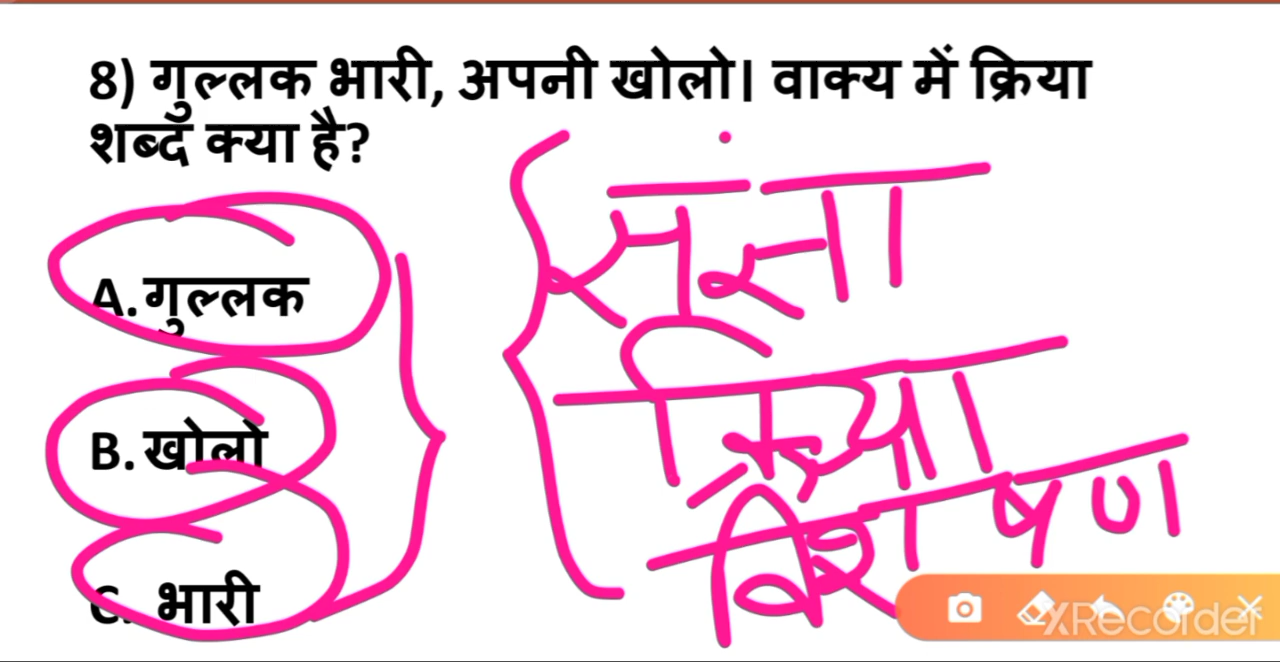 8) गुल्लक भारी, अपनी खोलो। वाक्य में क्रिया
शब्द क्या है?
A. गुल्लक
B. खोलो
C. भारी
संज्ञा
क्रिया
विशेषण
XRecorder